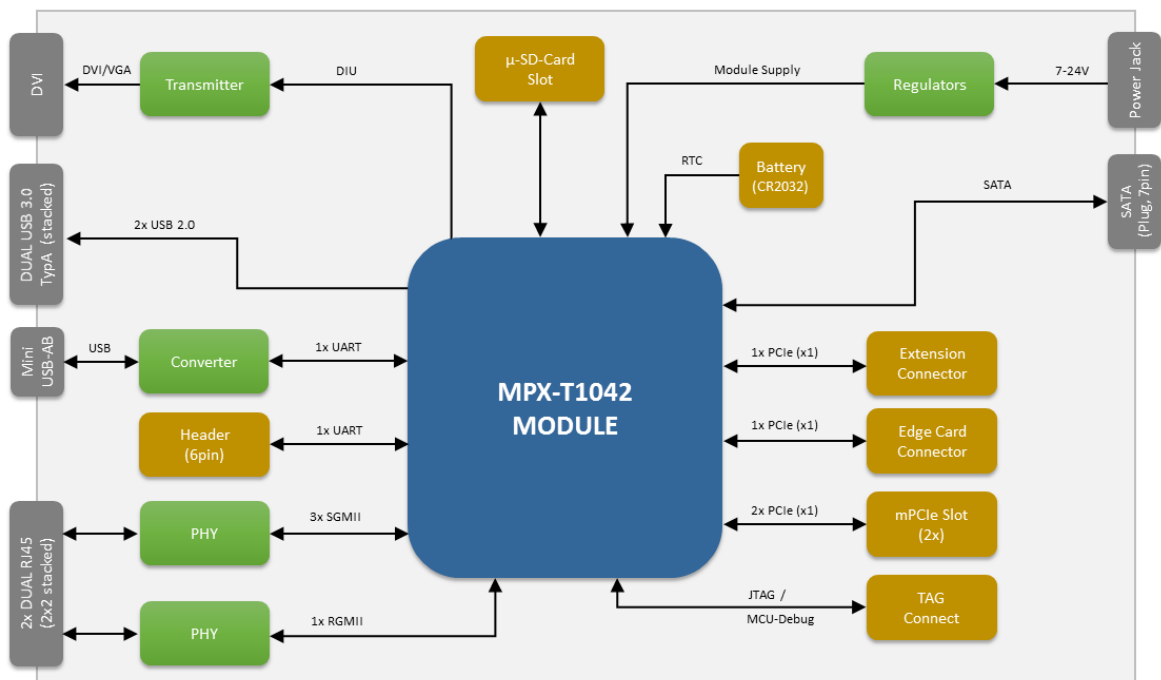 DVI
DVI/VGA
Transmitter
DIU
μ-SD-Card
Slot
Module Supply
Regulators
7-24V
Power Jack
RTC
Battery
(CR2032)
SATA
SATA
(Plug, 7pin)
DUAL USB 3.0
TypA (stacked)
2x USB 2.0
Mini
USB-AB
USB
Converter
1x UART
MPX-T1042
MODULE
1x PCIe (x1)
Extension
Connector
Header
(6pin)
1x UART
1x PCIe (x1)
Edge Card
Connector
2x DUAL RJ45
(2x2 stacked)
PHY
3x SGMII
2x PCIe (x1)
mPCIe Slot
(2x)
PHY
1x RGMII
JTAG /
MCU-Debug
TAG
Connect